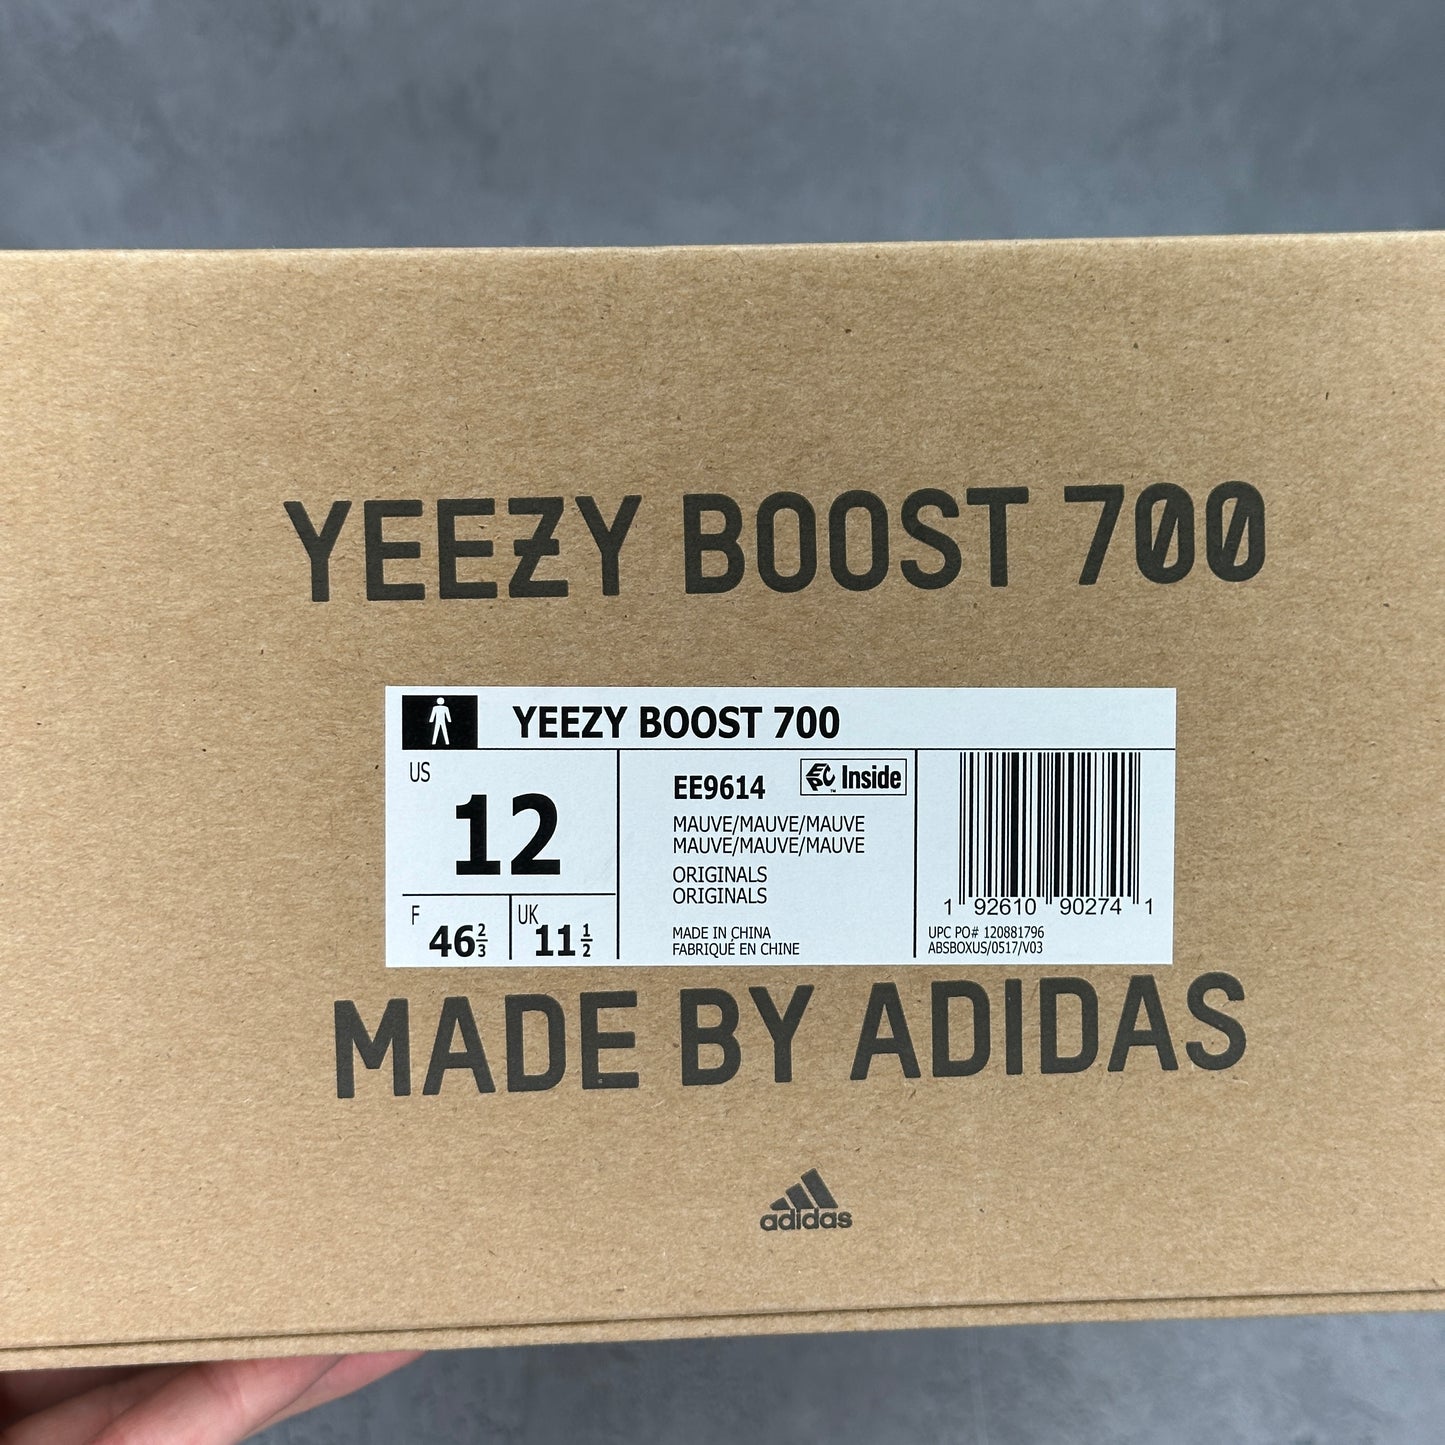 YEEZY BOOST 700
YEEZY BOOST 700
US
12
F
46 2/3
UK
11 1/2
EE9614
EPC Inside
™
MAUVE/MAUVE/MAUVE
MAUVE/MAUVE/MAUVE
ORIGINALS
ORIGINALS
MADE IN CHINA
FABRIQUÉ EN CHINE
1 92610 90274 1
UPC PO# 120881796
ABSBOXUS/0517/V03
MADE BY ADIDAS
adidas